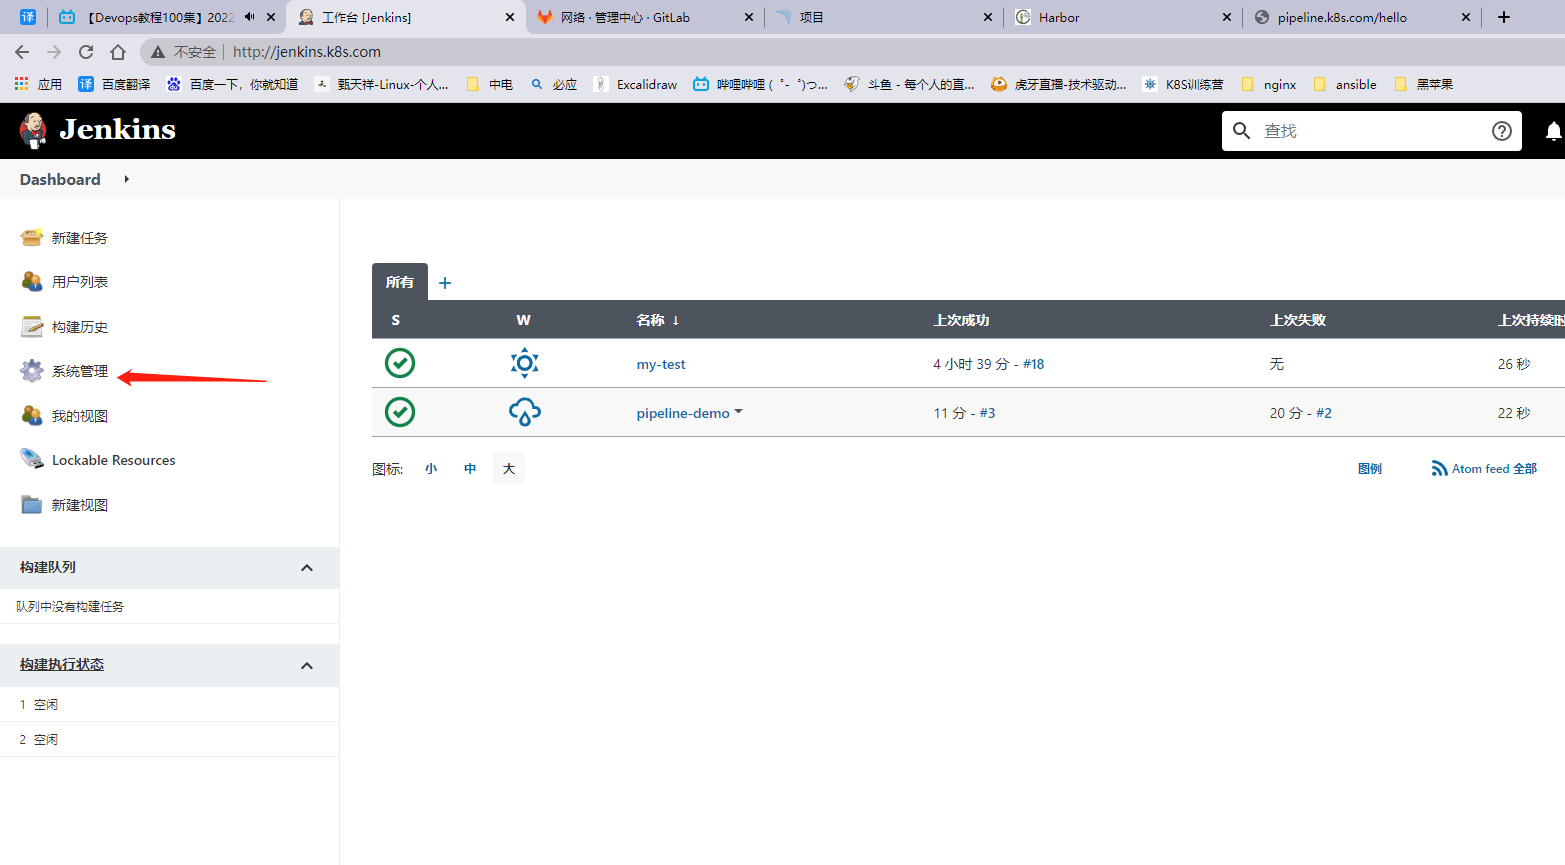 译 【Devops教程100集】2022 工作台 [Jenkins] 网络 · 管理中心 · GitLab 项目 Harbor pipeline.k8s.com/hello
不安全 http://jenkins.k8s.com
应用 译 百度翻译 百度一下，你就知道 甄天祥-Linux-个人... 中电 必应 Excalidraw 哔哩哔哩 ( ゜- ゜)つ... 斗鱼 - 每个人的直... 虎牙直播-技术驱动... K8S训练营 nginx ansible 黑苹果
Jenkins 查找
Dashboard
新建任务
用户列表
构建历史
系统管理
我的视图
Lockable Resources
新建视图
构建队列
队列中没有构建任务
构建执行状态
1 空闲
2 空闲
所有 +
S W 名称 ↓ 上次成功 上次失败 上次持续时
my-test 4 小时 39 分 - #18 无 26 秒
pipeline-demo 11 分 - #3 20 分 - #2 22 秒
图标: 小 中 大 图例 Atom feed 全部